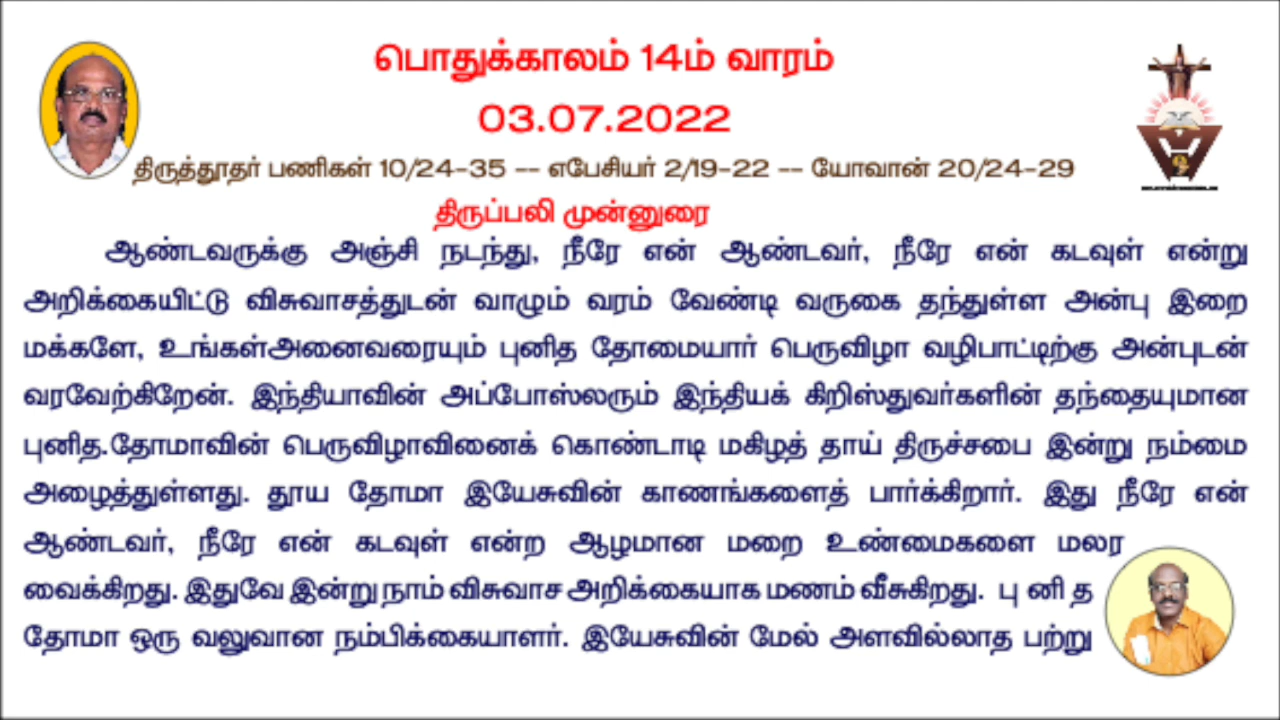 பொதுக்காலம் 14ம் வாரம்
03.07.2022
திருத்தூதர் பணிகள் 10/24-35 -- எபேசியர் 2/19-22 -- யோவான் 20/24-29
திருப்பலி முன்னுரை
ஆண்டவருக்கு அஞ்சி நடந்து, நீரே என் ஆண்டவர், நீரே என் கடவுள் என்று
அறிக்கையிட்டு விசுவாசத்துடன் வாழும் வரம் வேண்டி வருகை தந்துள்ள அன்பு இறை
மக்களே, உங்கள்அனைவரையும் புனித தோமையார் பெருவிழா வழிபாட்டிற்கு அன்புடன்
வரவேற்கிறேன். இந்தியாவின் அப்போஸ்லரும் இந்தியக் கிறிஸ்துவர்களின் தந்தையுமான
புனித.தோமாவின் பெருவிழாவினைக் கொண்டாடி மகிழத் தாய் திருச்சபை இன்று நம்மை
அழைத்துள்ளது. தூய தோமா இயேசுவின் காணங்களைத் பார்க்கிறார். இது நீரே என்
ஆண்டவர், நீரே என் கடவுள் என்ற ஆழமான மறை உண்மைகளை மலர
வைக்கிறது. இதுவே இன்று நாம் விசுவாச அறிக்கையாக மணம் வீசுகிறது. பு னி த
தோமா ஒரு வலுவான நம்பிக்கையாளர். இயேசுவின் மேல் அளவில்லாத பற்று